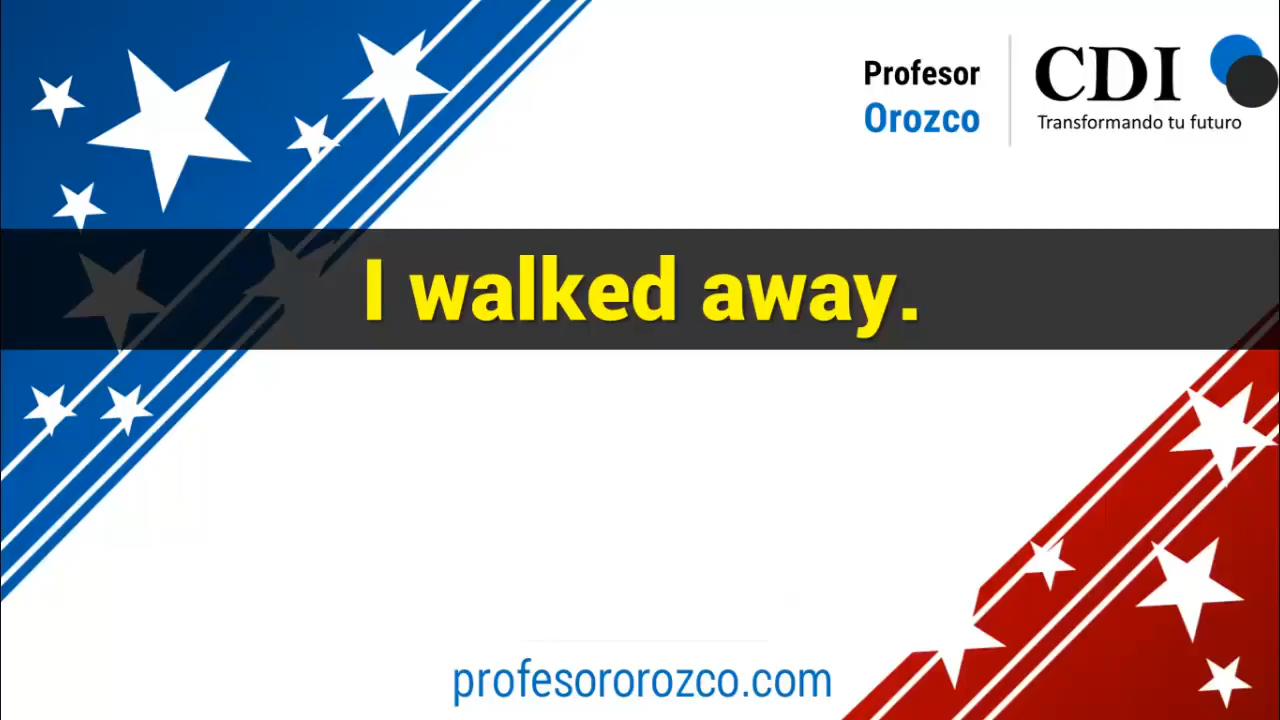 Profesor
Orozco
CDI
Transformando tu futuro
I walked away.
profesororozco.com